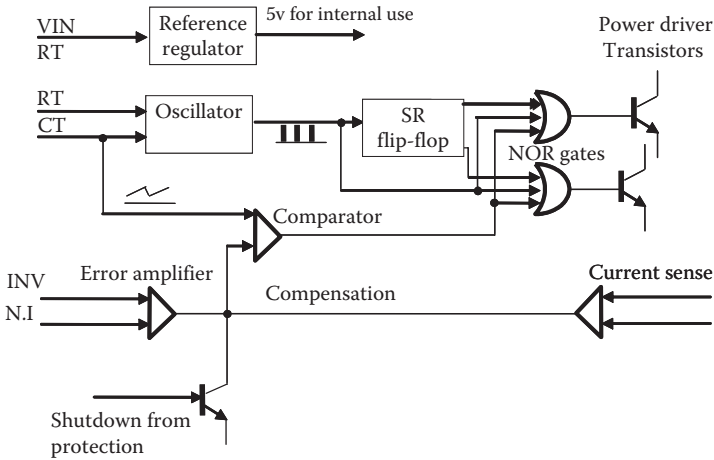 VIN
RT
Reference
regulator
5v for internal use
Power driver
Transistors
RT
CT
Oscillator
SR
flip-flop
NOR gates
Comparator
INV
N.I
Error amplifier
Compensation
Current sense
Shutdown from
protection